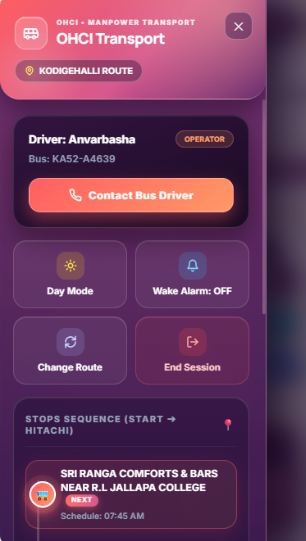 OHCI • MANPOWER TRANSPORT
OHCI Transport
KODIGEHALLI ROUTE
Driver: Anvarbasha
OPERATOR
Bus: KA52-A4639
Contact Bus Driver
Day Mode
Wake Alarm: OFF
Change Route
End Session
STOPS SEQUENCE (START ➔
HITACHI)
SRI RANGA COMFORTS & BARS
NEAR R.L JALLAPA COLLEGE
NEXT
Schedule: 07:45 AM